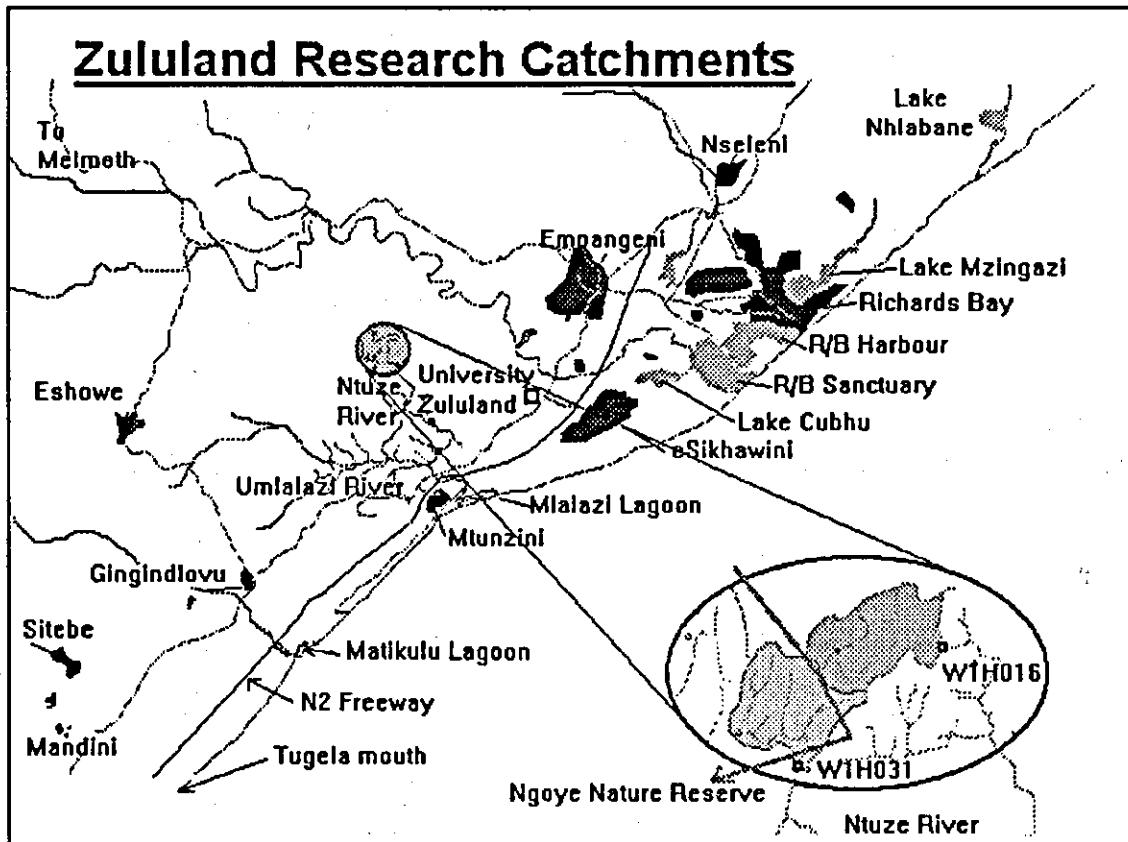 Zululand Research Catchments
To
Melmoth
Lake
Nhlabane
Nseleni
Empangeni
Lake Mzingazi
Richards Bay
R/B Harbour
R/B Sanctuary
Lake Cubhu
eSikhawini
University
Zululand
Ntuze
River
Eshowe
Umlalazi River
Mlalazi Lagoon
Mtunzini
Gingindlovu
Sitebe
Matikulu Lagoon
N2 Freeway
Mandini
Tugela mouth
W1H016
W1H031
Ngoye Nature Reserve
Ntuze River